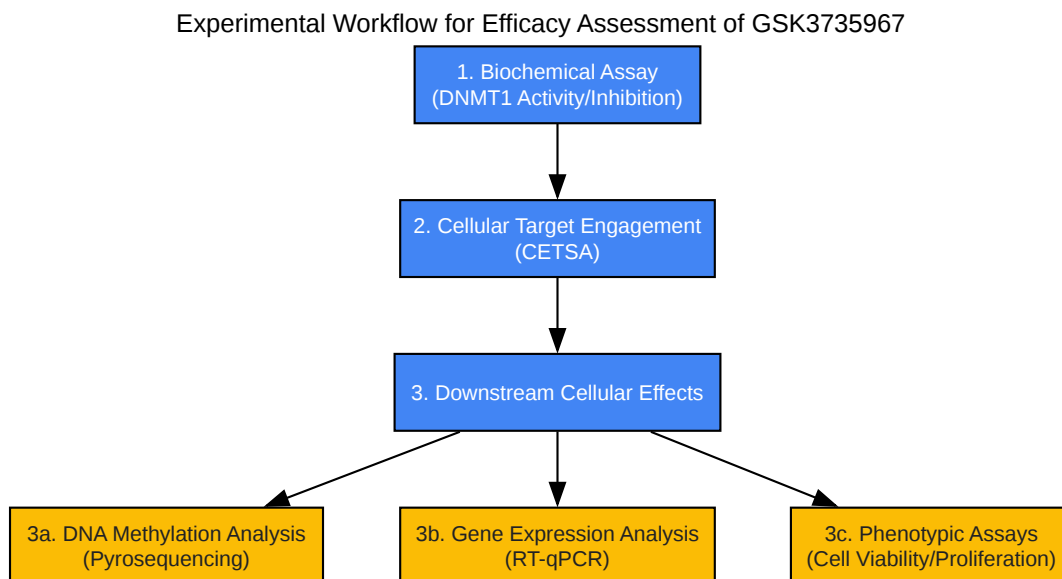 Experimental Workflow for Efficacy Assessment of GSK3735967
1. Biochemical Assay
(DNMT1 Activity/Inhibition)
2. Cellular Target Engagement
(CETSA)
3. Downstream Cellular Effects
3a. DNA Methylation Analysis
(Pyrosequencing)
3b. Gene Expression Analysis
(RT-qPCR)
3c. Phenotypic Assays
(Cell Viability/Proliferation)